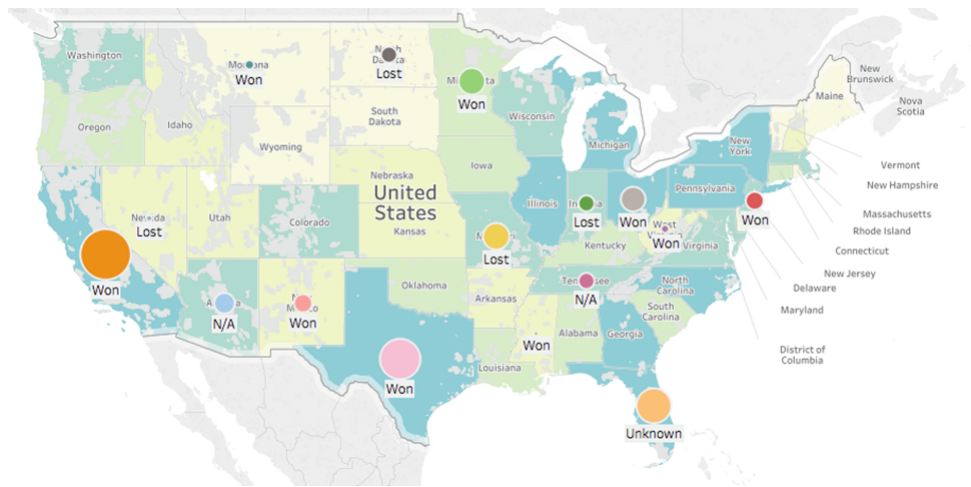 Washington
Montana
Won
North
Dakota
Lost
Minnesota
Won
Oregon
Idaho
South
Dakota
Wyoming
Wisconsin
Michigan
New
York
Maine
New
Brunswick
Nova
Scotia
Vermont
New Hampshire
Massachusetts
Rhode Island
Connecticut
New Jersey
Delaware
Maryland
District of
Columbia
Nebraska
Iowa
United
States
Kansas
Nevada
Lost
Utah
Colorado
Missouri
Lost
Illinois
Indiana
Lost
Won
Pennsylvania
Won
West
Virginia
Won
Virginia
Kentucky
Won
Arizona
N/A
New
Mexico
Won
Oklahoma
Arkansas
Tennessee
N/A
North
Carolina
South
Carolina
Won
Alabama
Georgia
Louisiana
Won
Unknown